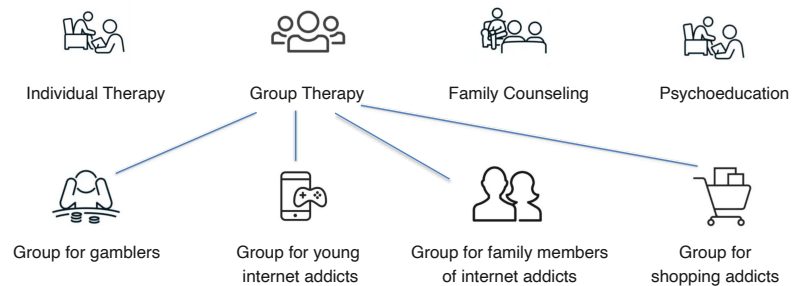 Individual Therapy
Group Therapy
Family Counseling
Psychoeducation
Group for gamblers
Group for young
internet addicts
Group for family members
of internet addicts
Group for
shopping addicts